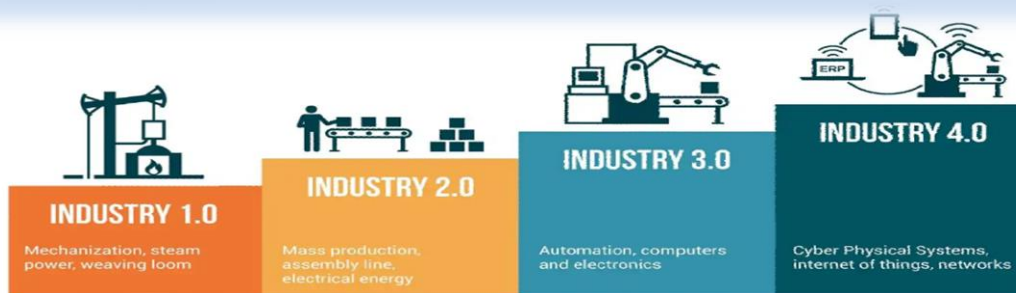 ERP
INDUSTRY 1.0
Mechanization, steam
power, weaving loom
INDUSTRY 2.0
Mass production,
assembly line,
electrical energy
INDUSTRY 3.0
Automation, computers
and electronics
INDUSTRY 4.0
Cyber Physical Systems,
internet of things, networks